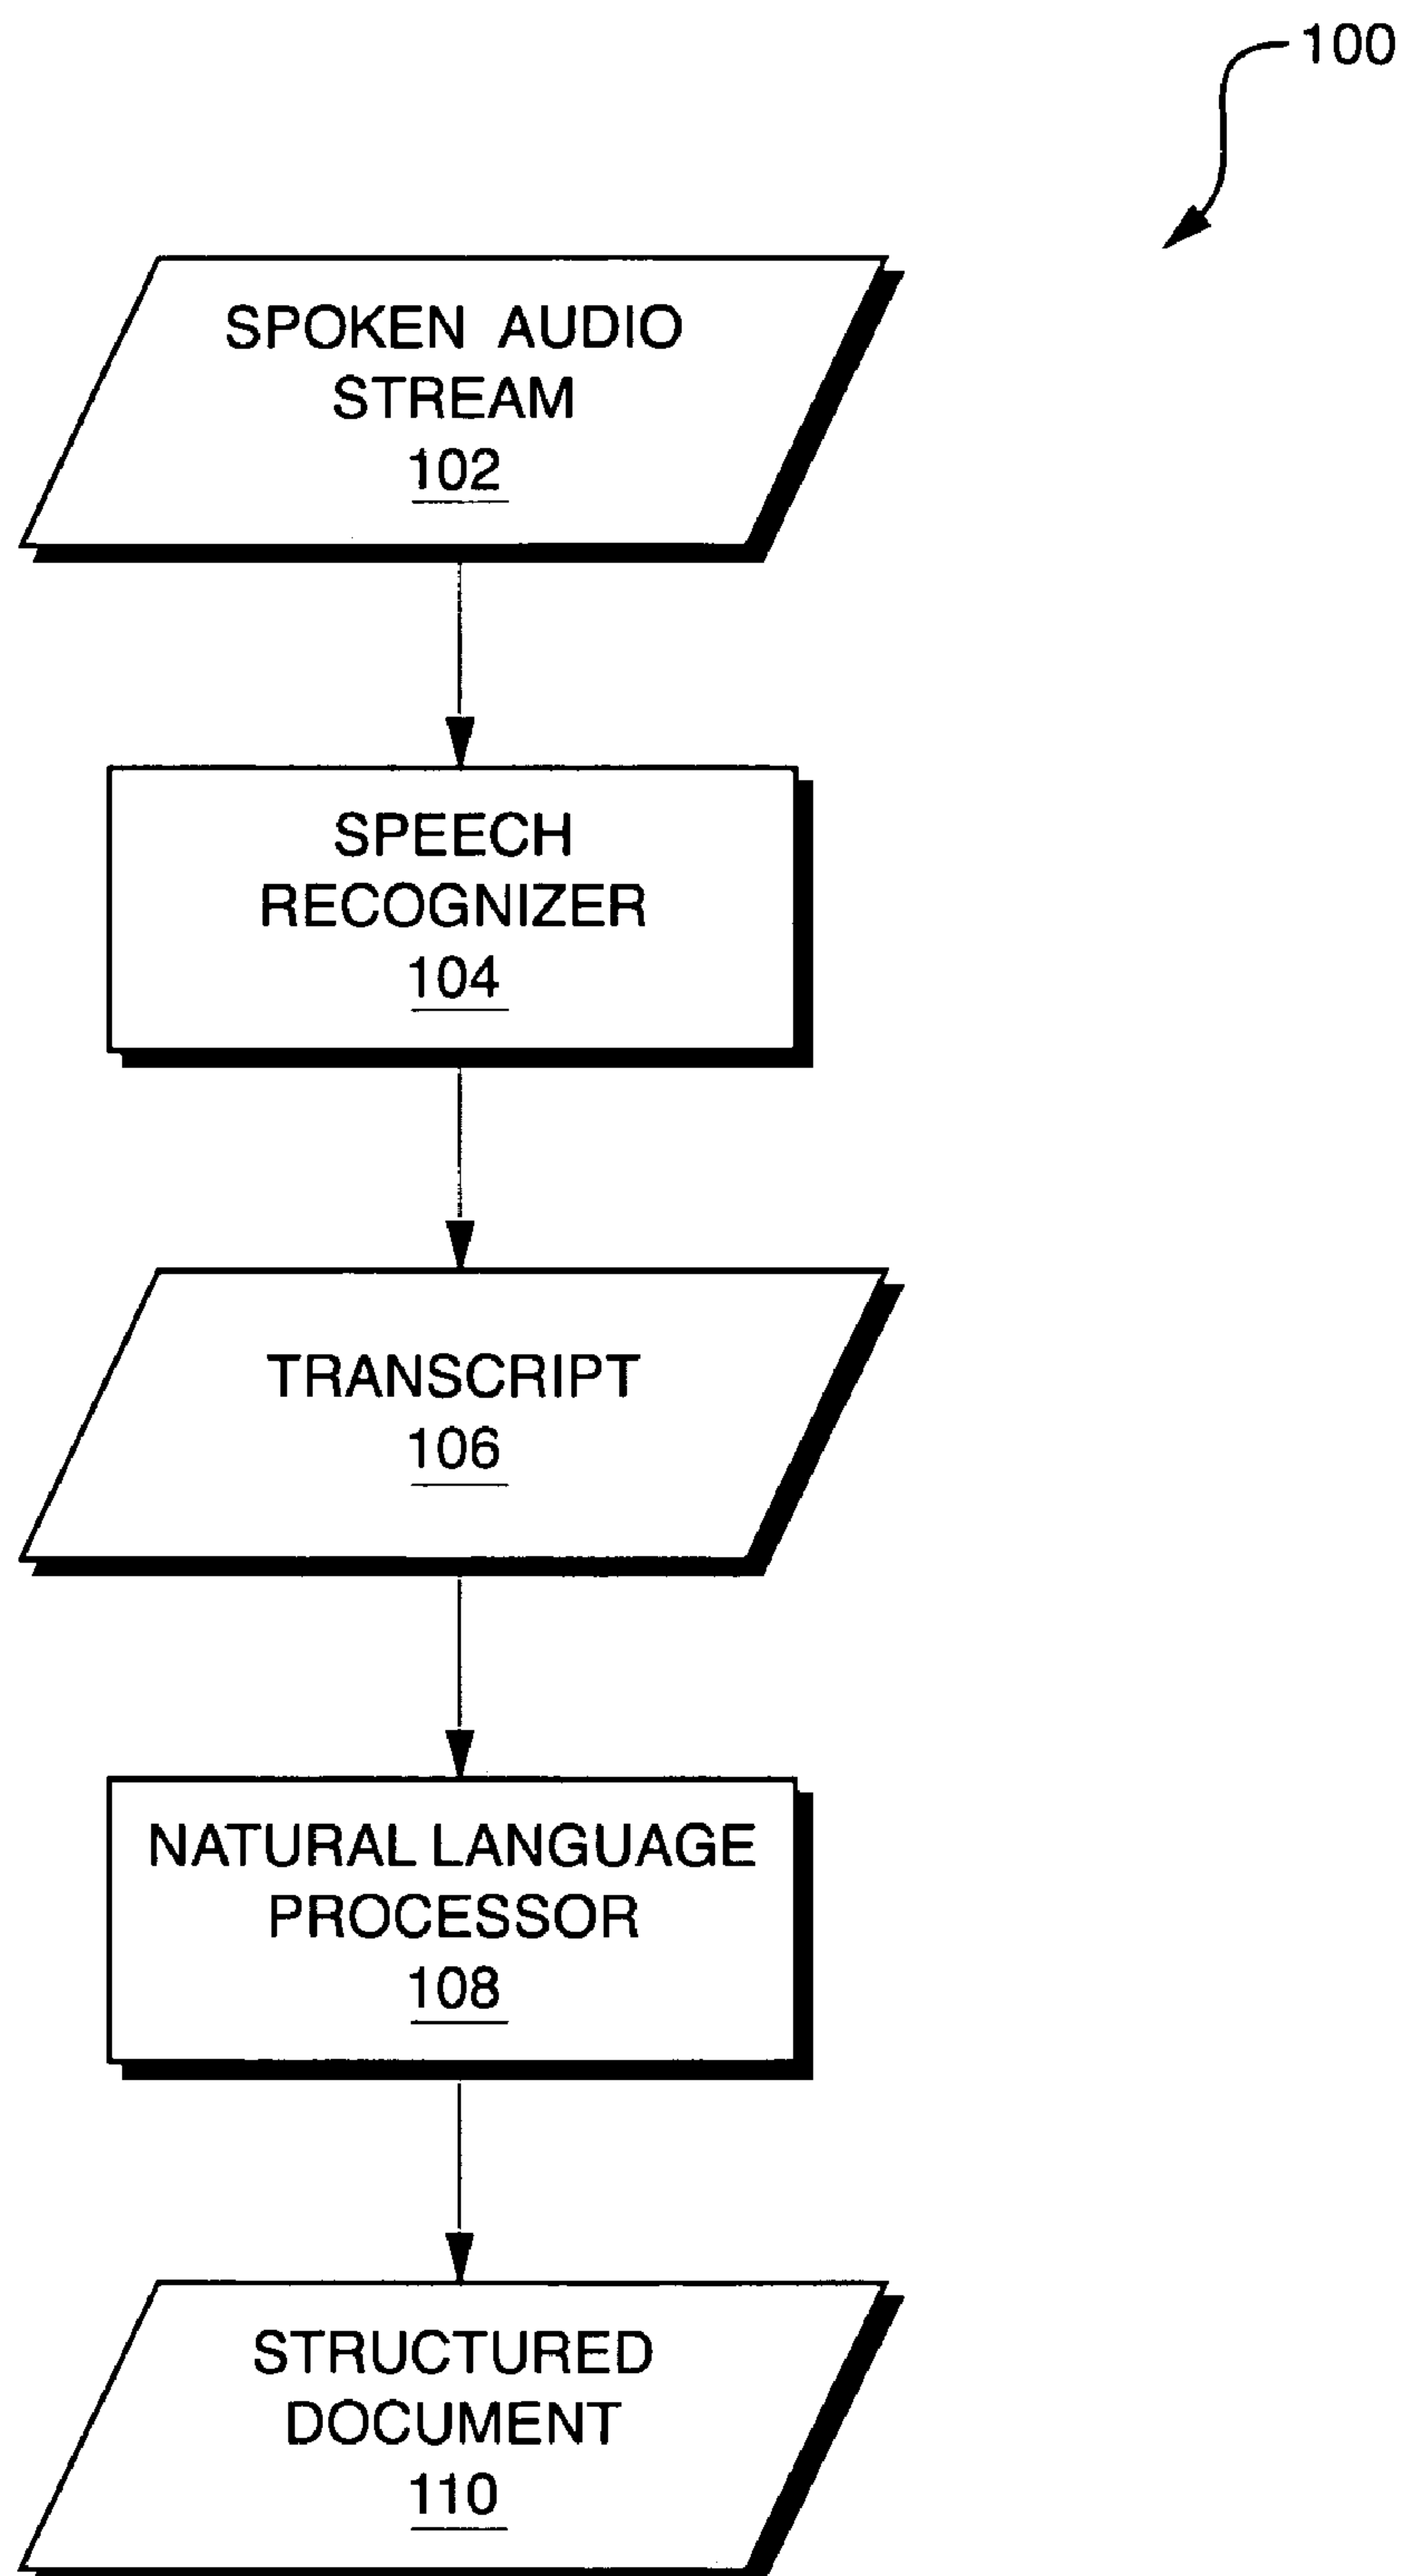 100
SPOKEN AUDIO
STREAM
102
SPEECH
RECOGNIZER
104
TRANSCRIPT
106
NATURAL LANGUAGE
PROCESSOR
108
STRUCTURED
DOCUMENT
110